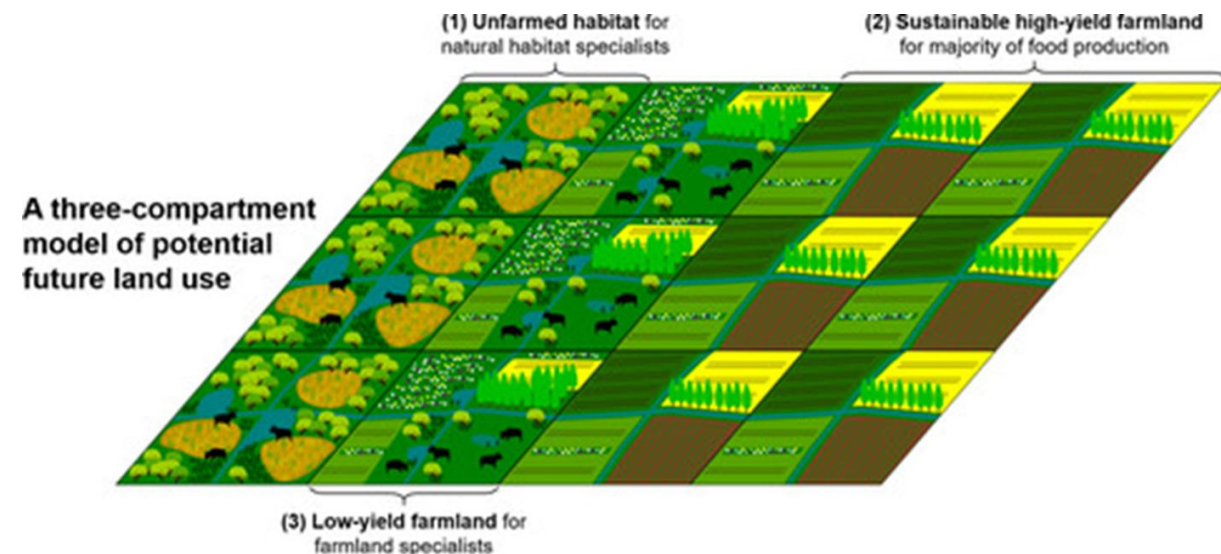 (1) Unfarmed habitat for
natural habitat specialists
(2) Sustainable high-yield farmland
for majority of food production
A three-compartment
model of potential
future land use
(3) Low-yield farmland for
farmland specialists